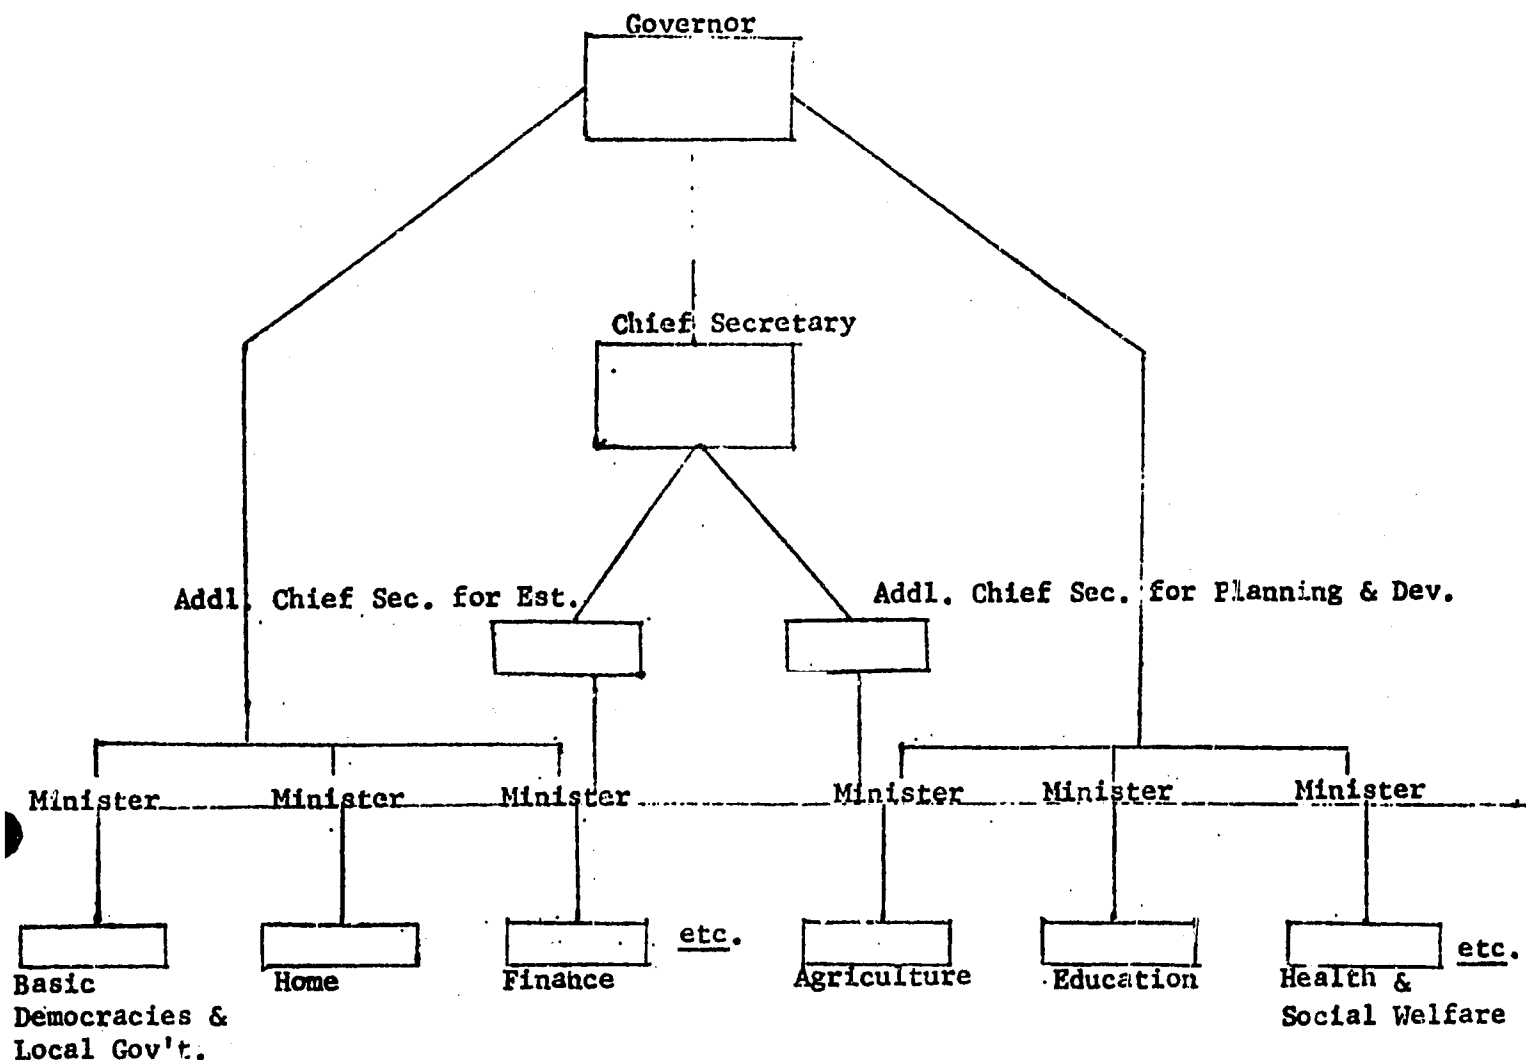 Governor
Chief Secretary
Addl. Chief Sec. for Est.
Addl. Chief Sec. for Planning & Dev.
Minister Minister Minister Minister Minister Minister
etc.
etc.
Basic
Democracies &
Local Gov't.
Home
Finance
Agriculture
Education
Health &
Social Welfare